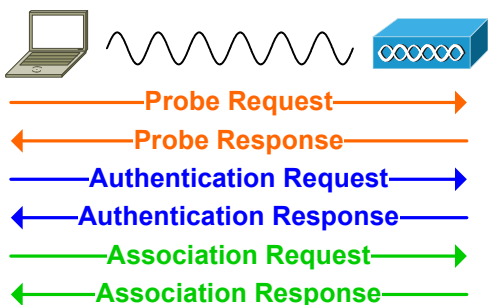 Probe Request
Probe Response
Authentication Request
Authentication Response
Association Request
Association Response